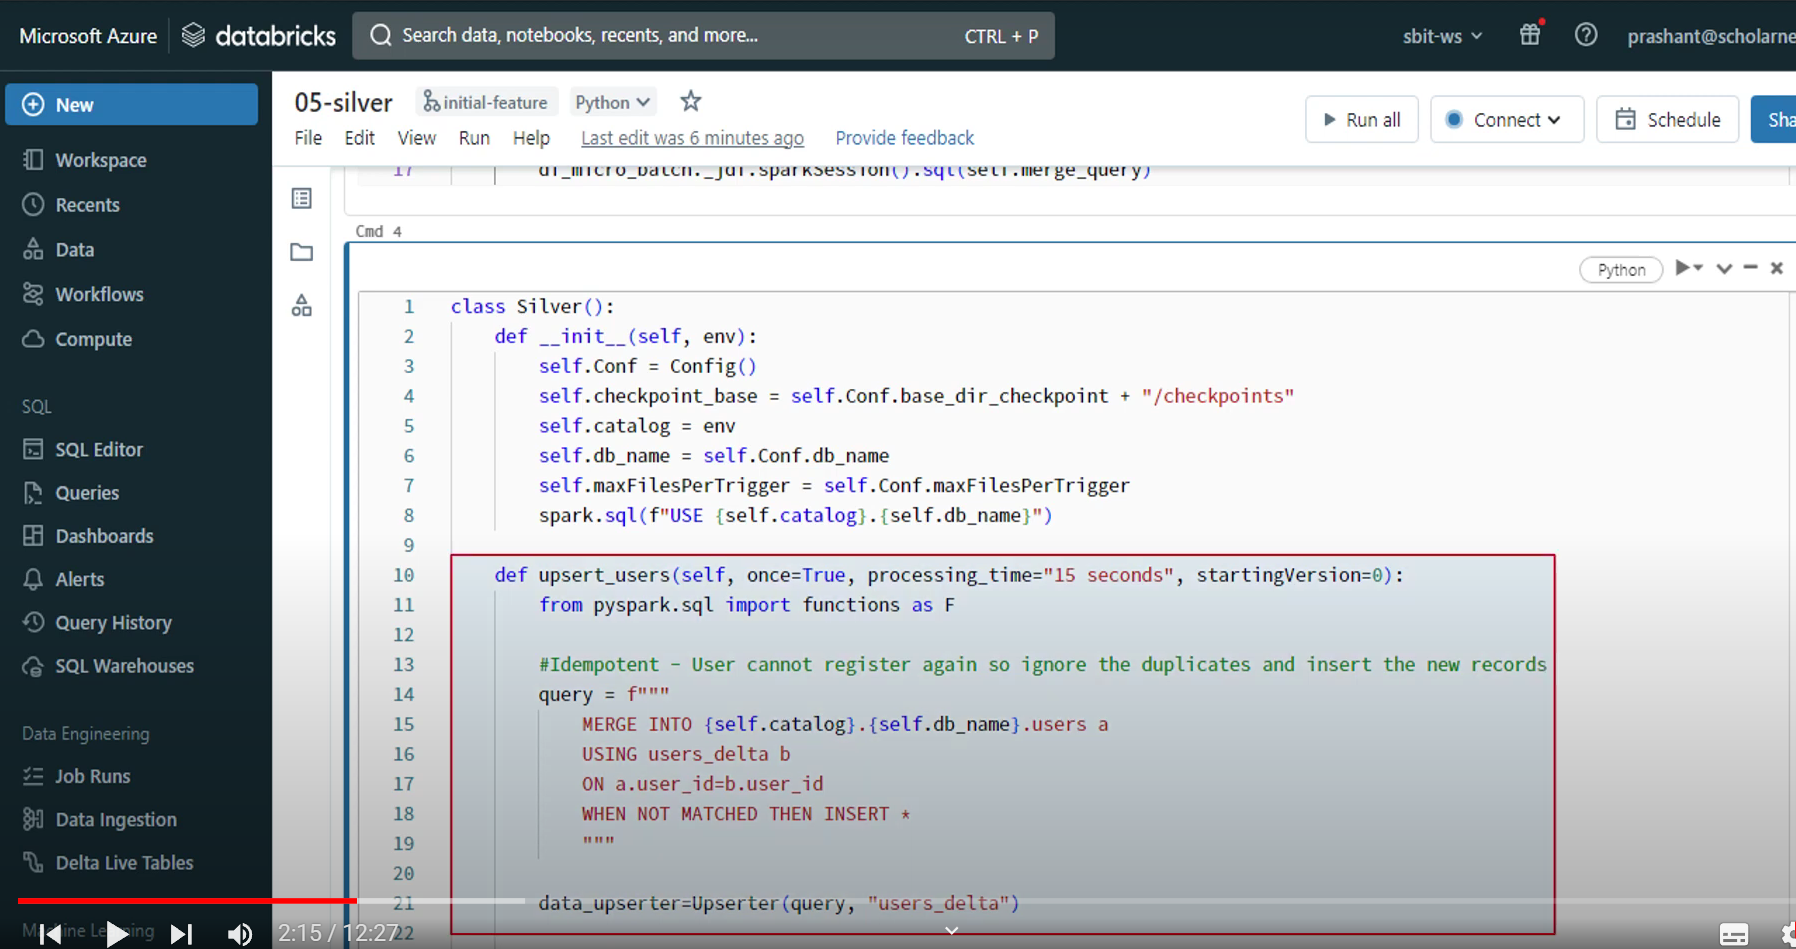 Microsoft Azure databricks Search data, notebooks, recents, and more... CTRL + P sbit-ws prashant@scholarne
New
Workspace
Recents
Data
Workflows
Compute
SQL
SQL Editor
Queries
Dashboards
Alerts
Query History
SQL Warehouses
Data Engineering
Job Runs
Data Ingestion
Delta Live Tables
05-silver initial-feature Python
File Edit View Run Help Last edit was 6 minutes ago Provide feedback
Run all Connect Schedule Sha
17 df_micro_batch._jdf.sparkSession().sql(self.merge_query)
Cmd 4
Python
1 class Silver():
2 def __init__(self, env):
3 self.Conf = Config()
4 self.checkpoint_base = self.Conf.base_dir_checkpoint + "/checkpoints"
5 self.catalog = env
6 self.db_name = self.Conf.db_name
7 self.maxFilesPerTrigger = self.Conf.maxFilesPerTrigger
8 spark.sql(f"USE {self.catalog}.{self.db_name}")
9
10 def upsert_users(self, once=True, processing_time="15 seconds", startingVersion=0):
11 from pyspark.sql import functions as F
12
13 #Idempotent - User cannot register again so ignore the duplicates and insert the new records
14 query = f"""
15 MERGE INTO {self.catalog}.{self.db_name}.users a
16 USING users_delta b
17 ON a.user_id=b.user_id
18 WHEN NOT MATCHED THEN INSERT *
19 """
20
21 data_upserter=Upserter(query, "users_delta")
22
Machine Learning
2:15 / 12:27